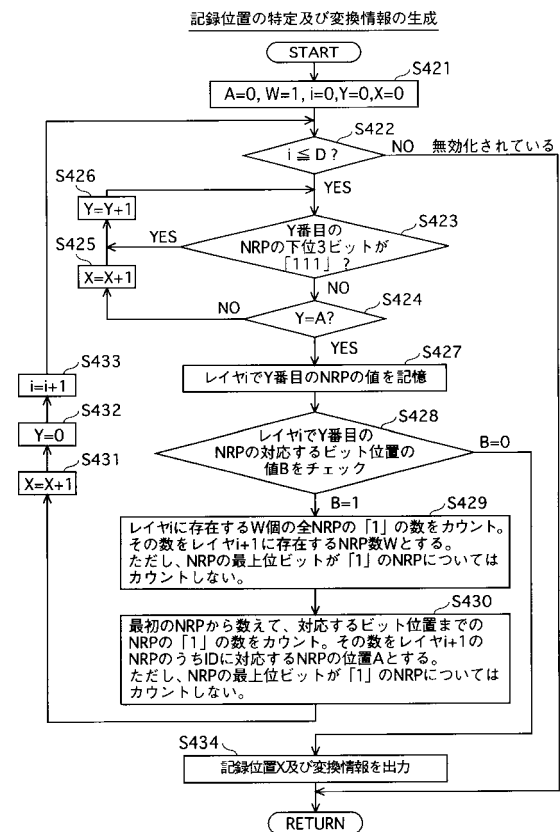 記録位置の特定及び変換情報の生成
START
S421
A=0, W=1, i=0,Y=0,X=0
S422
i≦D?
NO 無効化されている
YES
S426
Y=Y+1
S423
Y番目の
NRPの下位3ビットが
「111」?
YES
S425
X=X+1
NO
S424
Y=A?
NO
YES
S427
レイヤiでY番目のNRPの値を記憶
S433
i=i+1
S432
Y=0
S431
X=X+1
S428
レイヤiでY番目の
NRPの対応するビット位置の
値Bをチェック
B=0
B=1
S429
レイヤiに存在するW個の全NRPの「1」の数をカウント。
その数をレイヤi+1に存在するNRP数Wとする。
ただし、NRPの最上位ビットが「1」のNRPについては
カウントしない。
S430
最初のNRPから数えて、対応するビット位置までの
NRPの「1」の数をカウント。その数をレイヤi+1の
NRPのうちIDに対応するNRPの位置Aとする。
ただし、NRPの最上位ビットが「1」のNRPについては
カウントしない。
S434
記録位置X及び変換情報を出力
RETURN